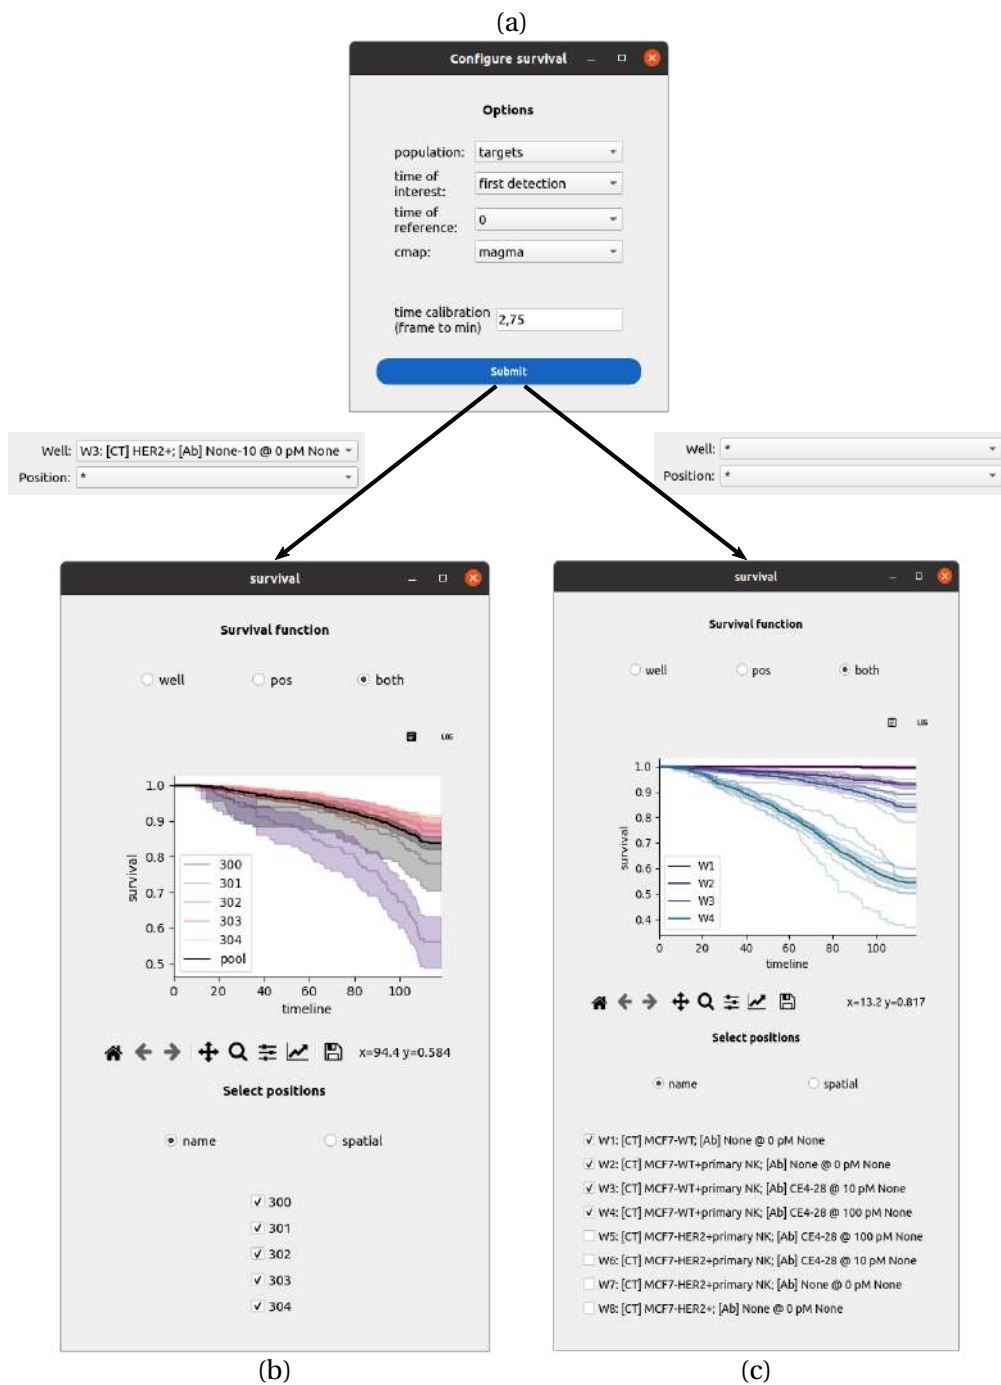 (a)
Configure survival
Options
population: targets
time of
interest: first detection
time of
reference: 0
cmap: magma
time calibration
(frame to min) 2,75
Submit
Well: W3: [CT] HER2+; [Ab] None-10 @ 0 pM None
Position: *
Well: *
Position: *
survival
Survival function
well pos both
LOG
1.0
0.9
0.8
0.7
0.6
0.5
survival
300
301
302
303
304
pool
0 20 40 60 80 100
timeline
x=94.4 y=0.584
Select positions
name spatial
300
301
302
303
304
(b)
survival
Survival function
well pos both
LOG
1.0
0.9
0.8
0.7
0.6
0.5
0.4
survival
W1
W2
W3
W4
0 20 40 60 80 100
timeline
x=13.2 y=0.817
Select positions
name spatial
W1: [CT] MCF7-WT; [Ab] None @ 0 pM None
W2: [CT] MCF7-WT+primary NK; [Ab] None @ 0 pM None
W3: [CT] MCF7-WT+primary NK; [Ab] CE4-28 @ 10 pM None
W4: [CT] MCF7-WT+primary NK; [Ab] CE4-28 @ 100 pM None
W5: [CT] MCF7-HER2+primary NK; [Ab] CE4-28 @ 100 pM None
W6: [CT] MCF7-HER2+primary NK; [Ab] CE4-28 @ 10 pM None
W7: [CT] MCF7-HER2+primary NK; [Ab] None @ 0 pM None
W8: [CT] MCF7-HER2+; [Ab] None @ 0 pM None
(c)